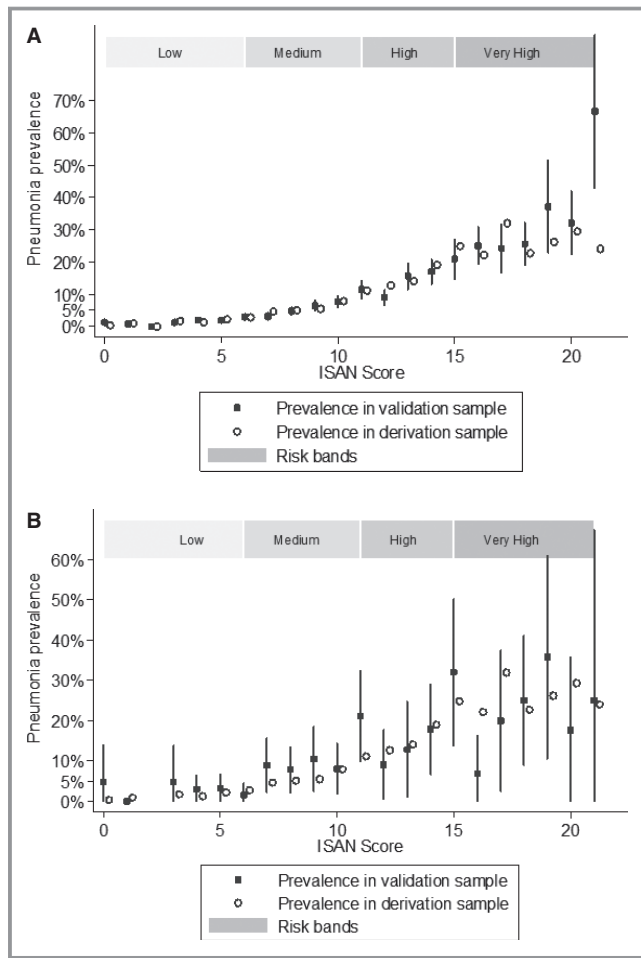 A
Low Medium High Very High
70%
60%
50%
40%
30%
20%
10%
5%
0%
Pneumonia prevalence
0 5 10 15 20
ISAN Score
Prevalence in validation sample
Prevalence in derivation sample
Risk bands
B
Low Medium High Very High
60%
50%
40%
30%
20%
10%
5%
0%
Pneumonia prevalence
0 5 10 15 20
ISAN Score
Prevalence in validation sample
Prevalence in derivation sample
Risk bands